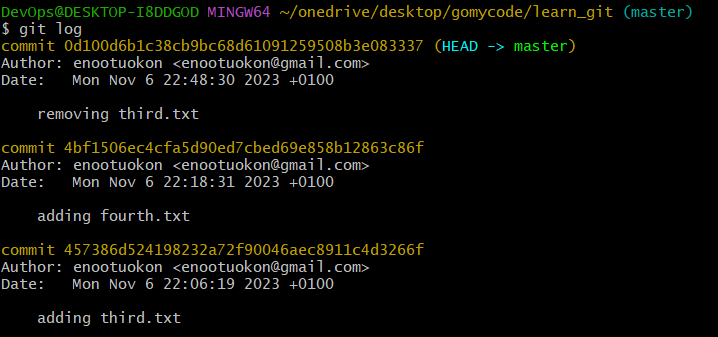 DevOps@DESKTOP-I8DDGOD MINGW64 ~/onedrive/desktop/gomycode/learn_git (master)
$ git log
commit 0d100d6b1c38cb9bc68d61091259508b3e083337 (HEAD -> master)
Author: enootuokon <enootuokon@gmail.com>
Date:   Mon Nov 6 22:48:30 2023 +0100

    removing third.txt

commit 4bf1506ec4cfa5d90ed7cbed69e858b12863c86f
Author: enootuokon <enootuokon@gmail.com>
Date:   Mon Nov 6 22:18:31 2023 +0100

    adding fourth.txt

commit 457386d524198232a72f90046aec8911c4d3266f
Author: enootuokon <enootuokon@gmail.com>
Date:   Mon Nov 6 22:06:19 2023 +0100

    adding third.txt